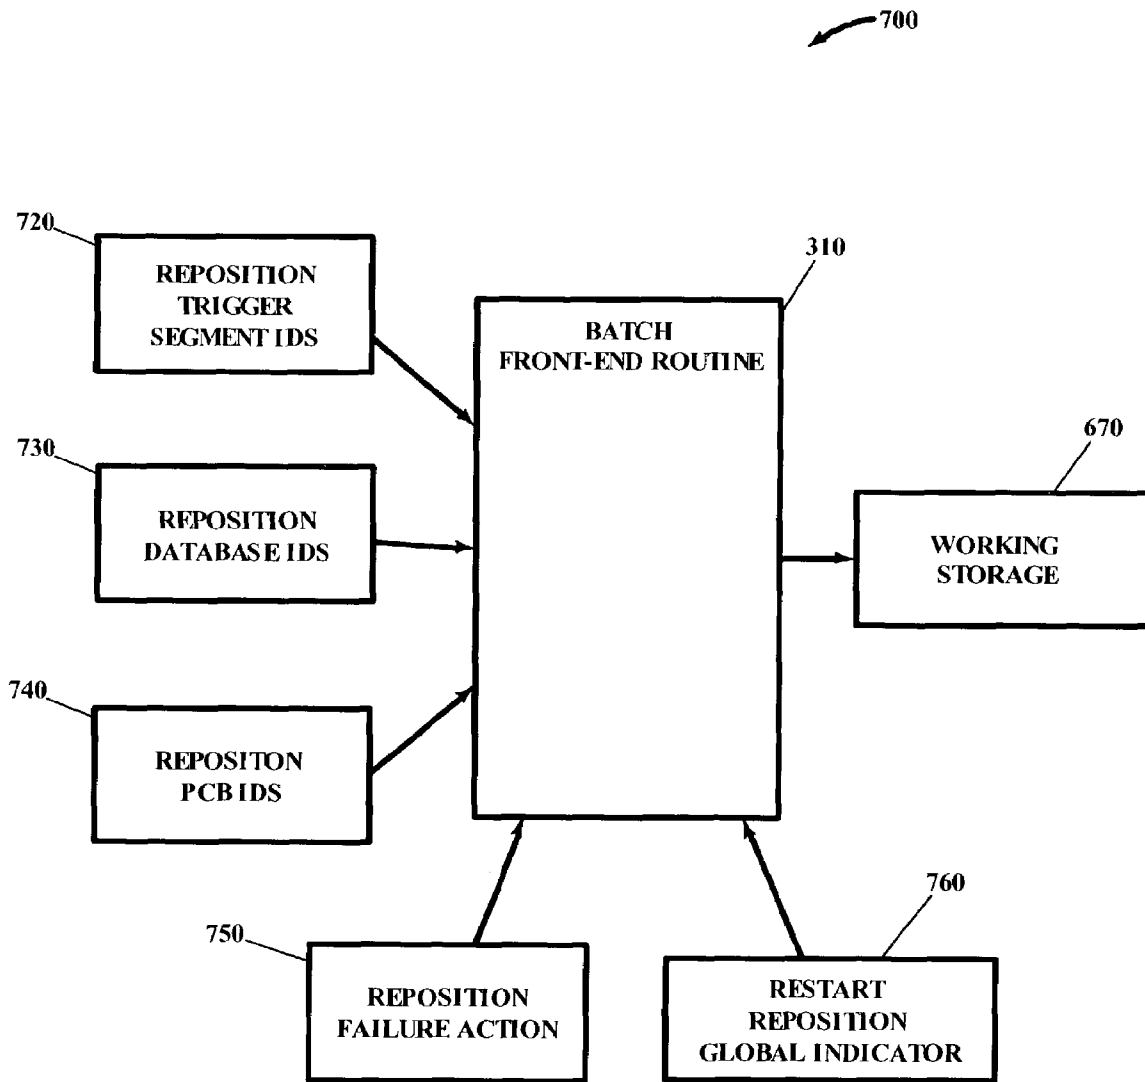 700
720
REPOSITION
TRIGGER
SEGMENT IDS
310
BATCH
FRONT-END ROUTINE
730
REPOSITION
DATABASE IDS
670
WORKING
STORAGE
740
REPOSITON
PCB IDS
750
REPOSITION
FAILURE ACTION
760
RESTART
REPOSITION
GLOBAL INDICATOR